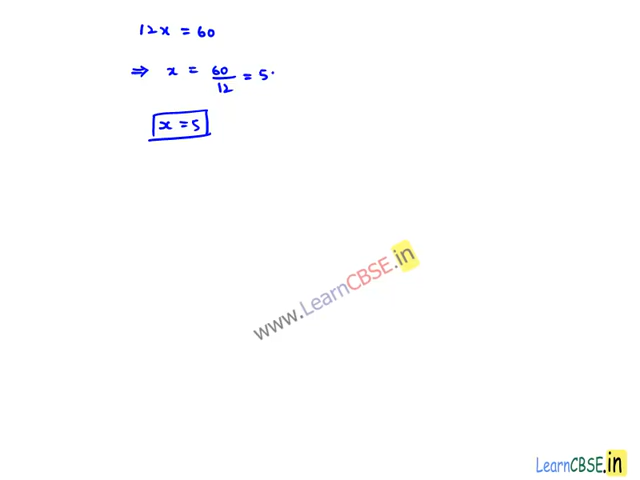 12x = 60
⇒ x = 60/12 = 5.
x = 5
www.LearnCBSE.in
LearnCBSE.in